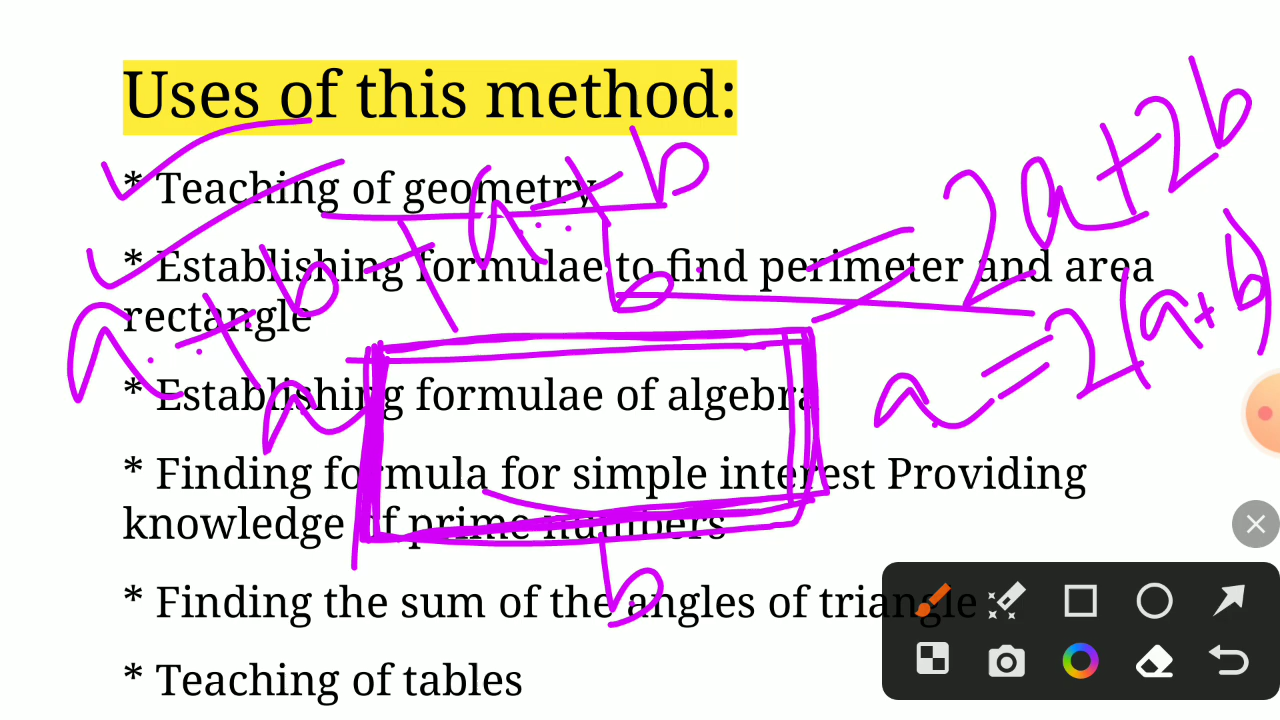 Uses of this method:
* Teaching of geometry
* Establishing formulae to find perimeter and area
rectangle
* Establishing formulae of algebra
* Finding formula for simple interest Providing
knowledge of prime numbers
* Finding the sum of the angles of triangle
* Teaching of tables
a+b+a+b
= 2a+2b
= 2(a+b)
a
b
a
b